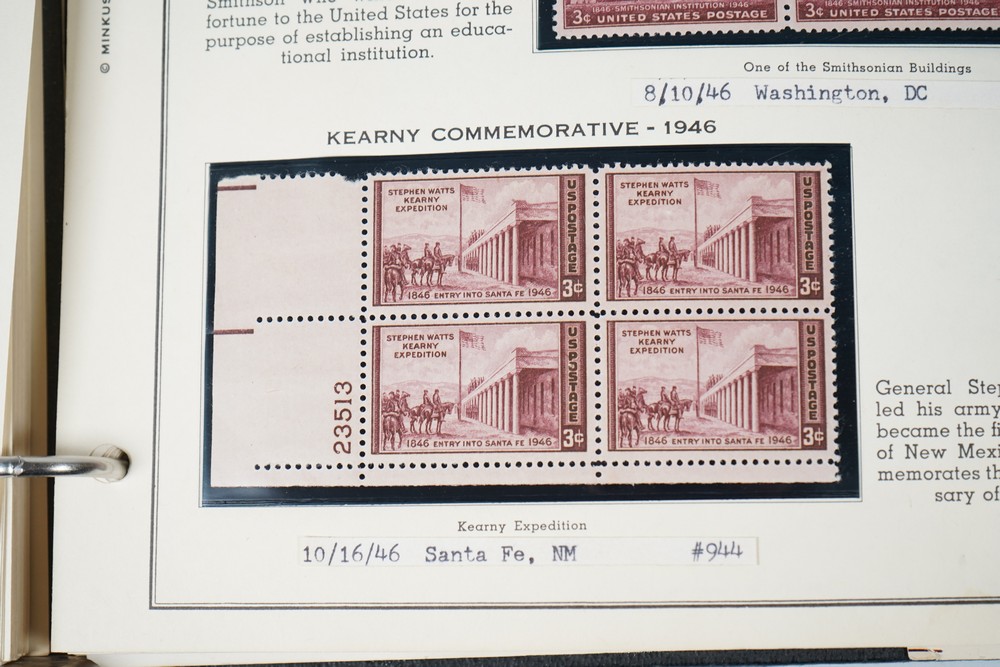 © MINKUS
Smithson who
fortune to the United States for the
purpose of establishing an educa-
tional institution.
1846-SMITHSONIAN INSTITUTION-1946
3¢ UNITED STATES POSTAGE
1846-SMITHSONIAN INSTITUTION-1946
3¢ UNITED STATES POSTAGE
One of the Smithsonian Buildings
8/10/46 Washington, DC
KEARNY COMMEMORATIVE - 1946
STEPHEN WATTS
KEARNY
EXPEDITION
US POSTAGE
3¢
1846 ENTRY INTO SANTA FE 1946
STEPHEN WATTS
KEARNY
EXPEDITION
US POSTAGE
3¢
1846 ENTRY INTO SANTA FE 1946
STEPHEN WATTS
KEARNY
EXPEDITION
US POSTAGE
3¢
1846 ENTRY INTO SANTA FE 1946
STEPHEN WATTS
KEARNY
EXPEDITION
US POSTAGE
3¢
1846 ENTRY INTO SANTA FE 1946
23513
Kearny Expedition
10/16/46 Santa Fe, NM #944
General Step
led his army
became the fi
of New Mexi
memorates th
sary of